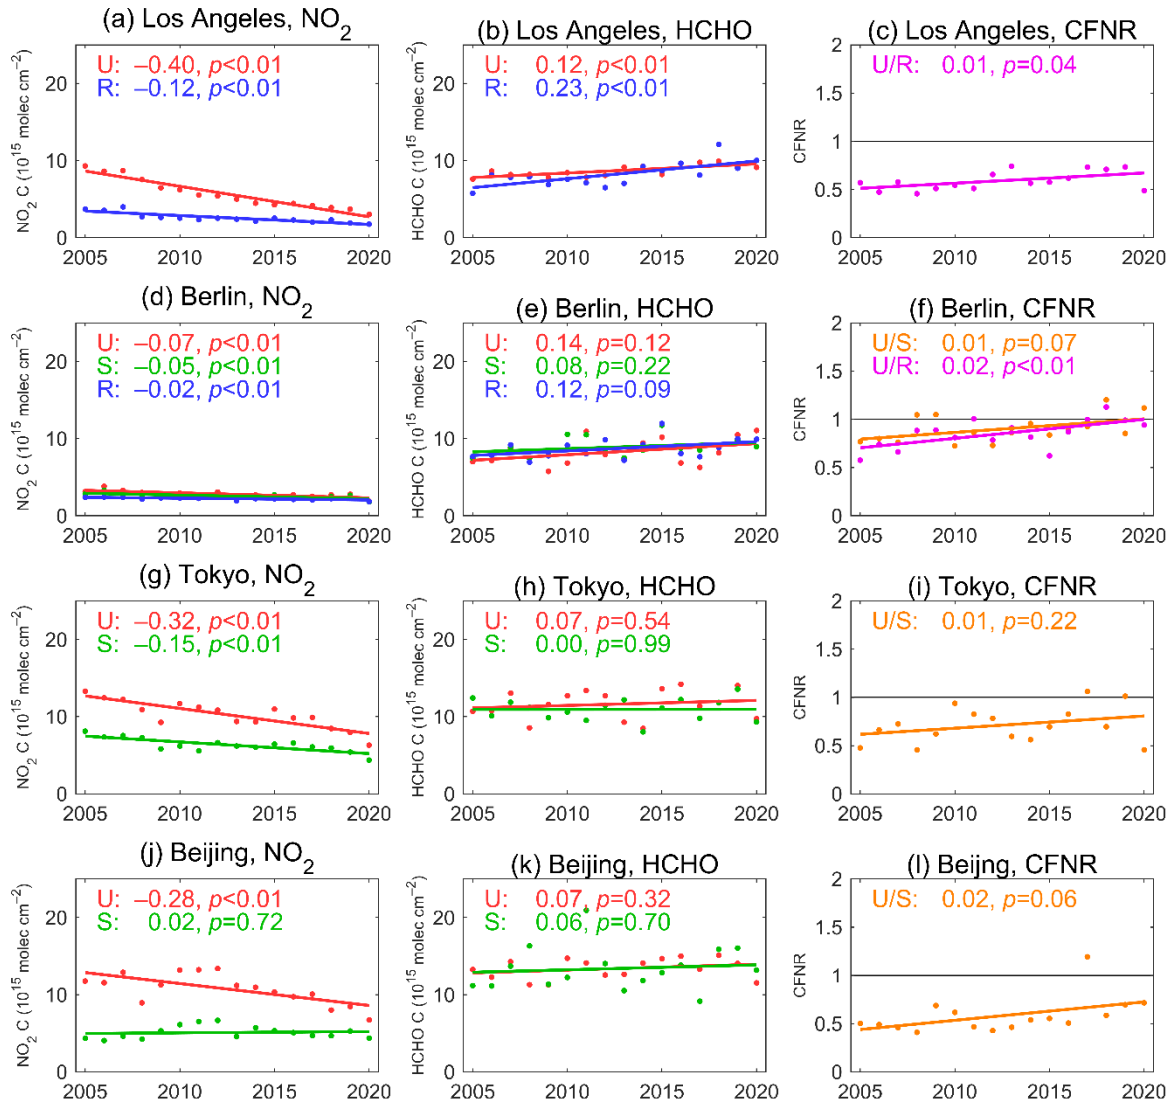 (a) Los Angeles, NO2
U: –0.40, p<0.01
R: –0.12, p<0.01
NO2 C (10^15 molec cm^−2)
20
10
0
2005 2010 2015 2020
(b) Los Angeles, HCHO
U: 0.12, p<0.01
R: 0.23, p<0.01
HCHO C (10^15 molec cm^−2)
20
10
0
2005 2010 2015 2020
(c) Los Angeles, CFNR
U/R: 0.01, p=0.04
CFNR
2
1.5
1
0.5
0
2005 2010 2015 2020
(d) Berlin, NO2
U: –0.07, p<0.01
S: –0.05, p<0.01
R: –0.02, p<0.01
NO2 C (10^15 molec cm^−2)
20
10
0
2005 2010 2015 2020
(e) Berlin, HCHO
U: 0.14, p=0.12
S: 0.08, p=0.22
R: 0.12, p=0.09
HCHO C (10^15 molec cm^−2)
20
10
0
2005 2010 2015 2020
(f) Berlin, CFNR
U/S: 0.01, p=0.07
U/R: 0.02, p<0.01
CFNR
2
1.5
1
0.5
0
2005 2010 2015 2020
(g) Tokyo, NO2
U: –0.32, p<0.01
S: –0.15, p<0.01
NO2 C (10^15 molec cm^−2)
20
10
0
2005 2010 2015 2020
(h) Tokyo, HCHO
U: 0.07, p=0.54
S: 0.00, p=0.99
HCHO C (10^15 molec cm^−2)
20
10
0
2005 2010 2015 2020
(i) Tokyo, CFNR
U/S: 0.01, p=0.22
CFNR
2
1.5
1
0.5
0
2005 2010 2015 2020
(j) Beijing, NO2
U: –0.28, p<0.01
S: 0.02, p=0.72
NO2 C (10^15 molec cm^−2)
20
10
0
2005 2010 2015 2020
(k) Beijing, HCHO
U: 0.07, p=0.32
S: 0.06, p=0.70
HCHO C (10^15 molec cm^−2)
20
10
0
2005 2010 2015 2020
(l) Beijng, CFNR
U/S: 0.02, p=0.06
CFNR
2
1.5
1
0.5
0
2005 2010 2015 2020